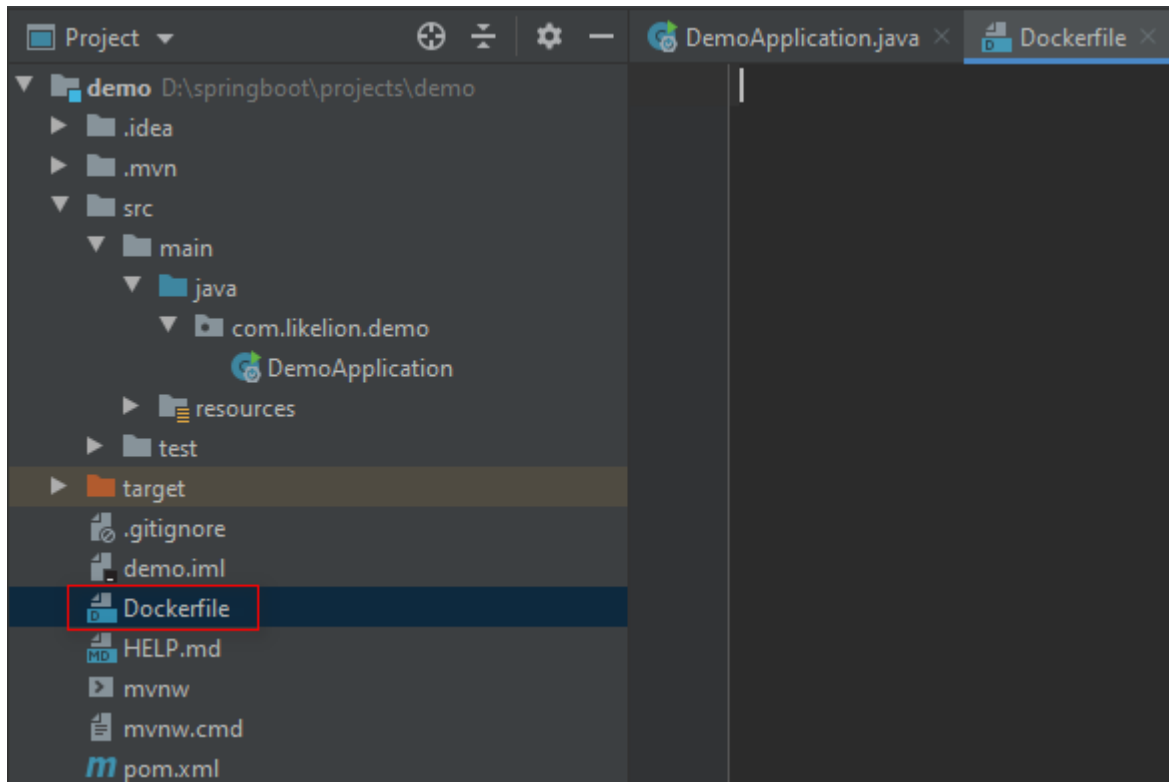 Project
DemoApplication.java
Dockerfile
demo D:\springboot\projects\demo
.idea
.mvn
src
main
java
com.likelion.demo
DemoApplication
resources
test
target
.gitignore
demo.iml
D Dockerfile
MD HELP.md
mvnw
mvnw.cmd
m pom.xml